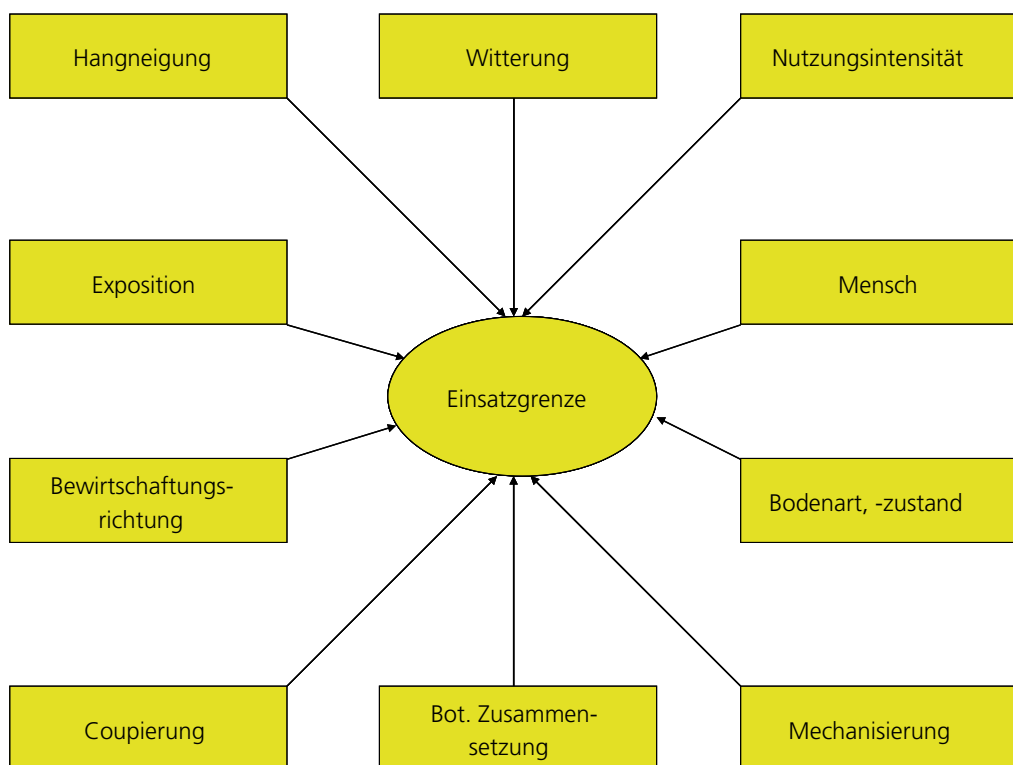 Hangneigung
Witterung
Nutzungsintensität
Exposition
Mensch
Einsatzgrenze
Bewirtschaftungs-
richtung
Bodenart, -zustand
Coupierung
Bot. Zusammen-
setzung
Mechanisierung